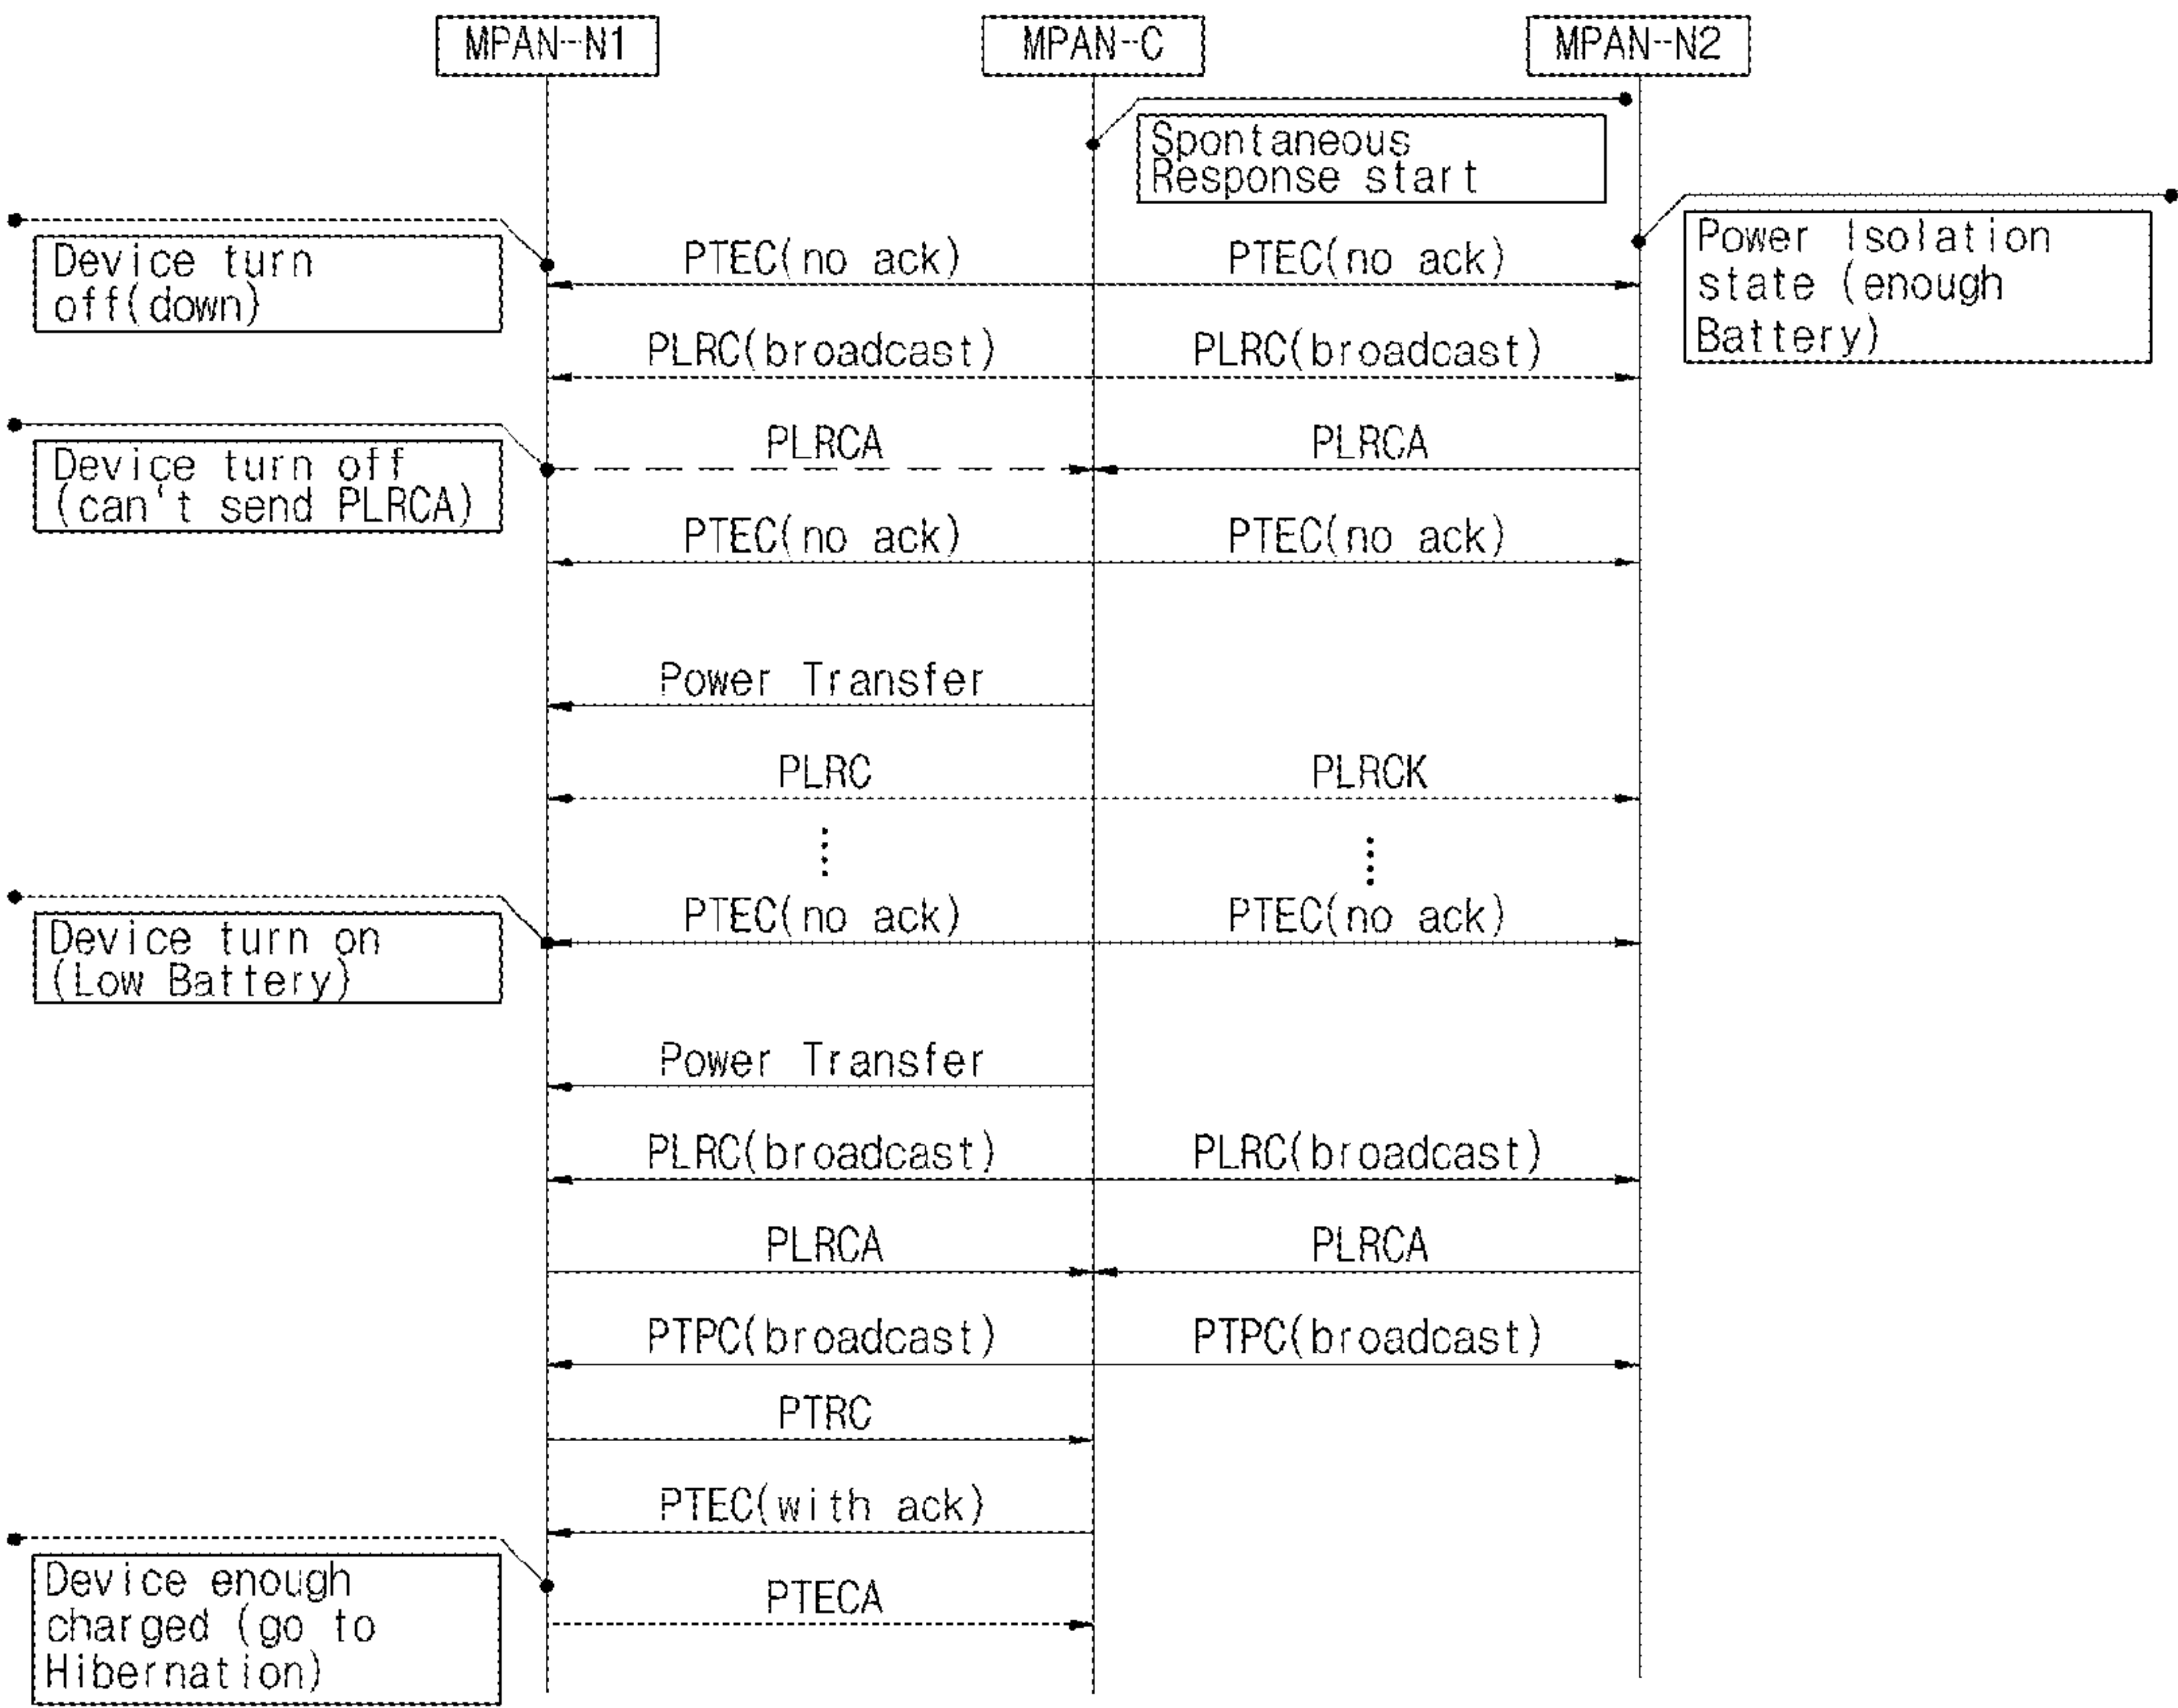 MPAN-N1
MPAN-C
MPAN-N2
Spontaneous
Response start
Device turn
off(down)
PTEC(no ack)
PTEC(no ack)
Power Isolation
state (enough
Battery)
PLRC(broadcast)
PLRC(broadcast)
Device turn off
(can't send PLRCA)
PLRCA
PLRCA
PTEC(no ack)
PTEC(no ack)
Power Transfer
PLRC
PLRCK
Device turn on
(Low Battery)
PTEC(no ack)
PTEC(no ack)
Power Transfer
PLRC(broadcast)
PLRC(broadcast)
PLRCA
PLRCA
PTPC(broadcast)
PTPC(broadcast)
PTRC
PTEC(with ack)
Device enough
charged (go to
Hibernation)
PTECA